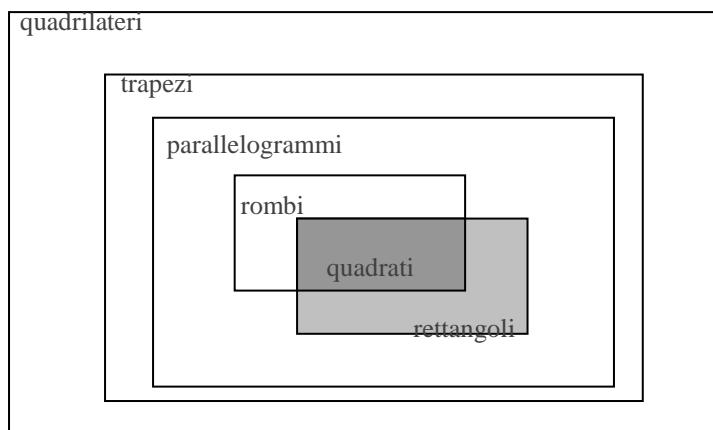 quadrilateri
trapezi
parallelogrammi
rombi
quadrati
rettangoli